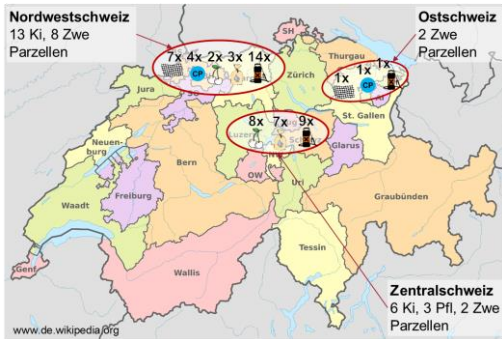 Nordwestschweiz
13 Ki, 8 Zwe
Parzellen
Ostschweiz
2 Zwe
Parzellen
SH
Thurgau
7x 4x 2x 3x 14x
CP
1x 1x 1x
CP
Jura
Zürich
St. Gallen
8x 7x 9x
Luzern
Neuen-
burg
Bern
Glarus
OW
Uri
Waadt
Freiburg
Graubünden
Tessin
Genf
Wallis
Zentralschweiz
6 Ki, 3 Pfl, 2 Zwe
Parzellen
www.de.wikipedia.org